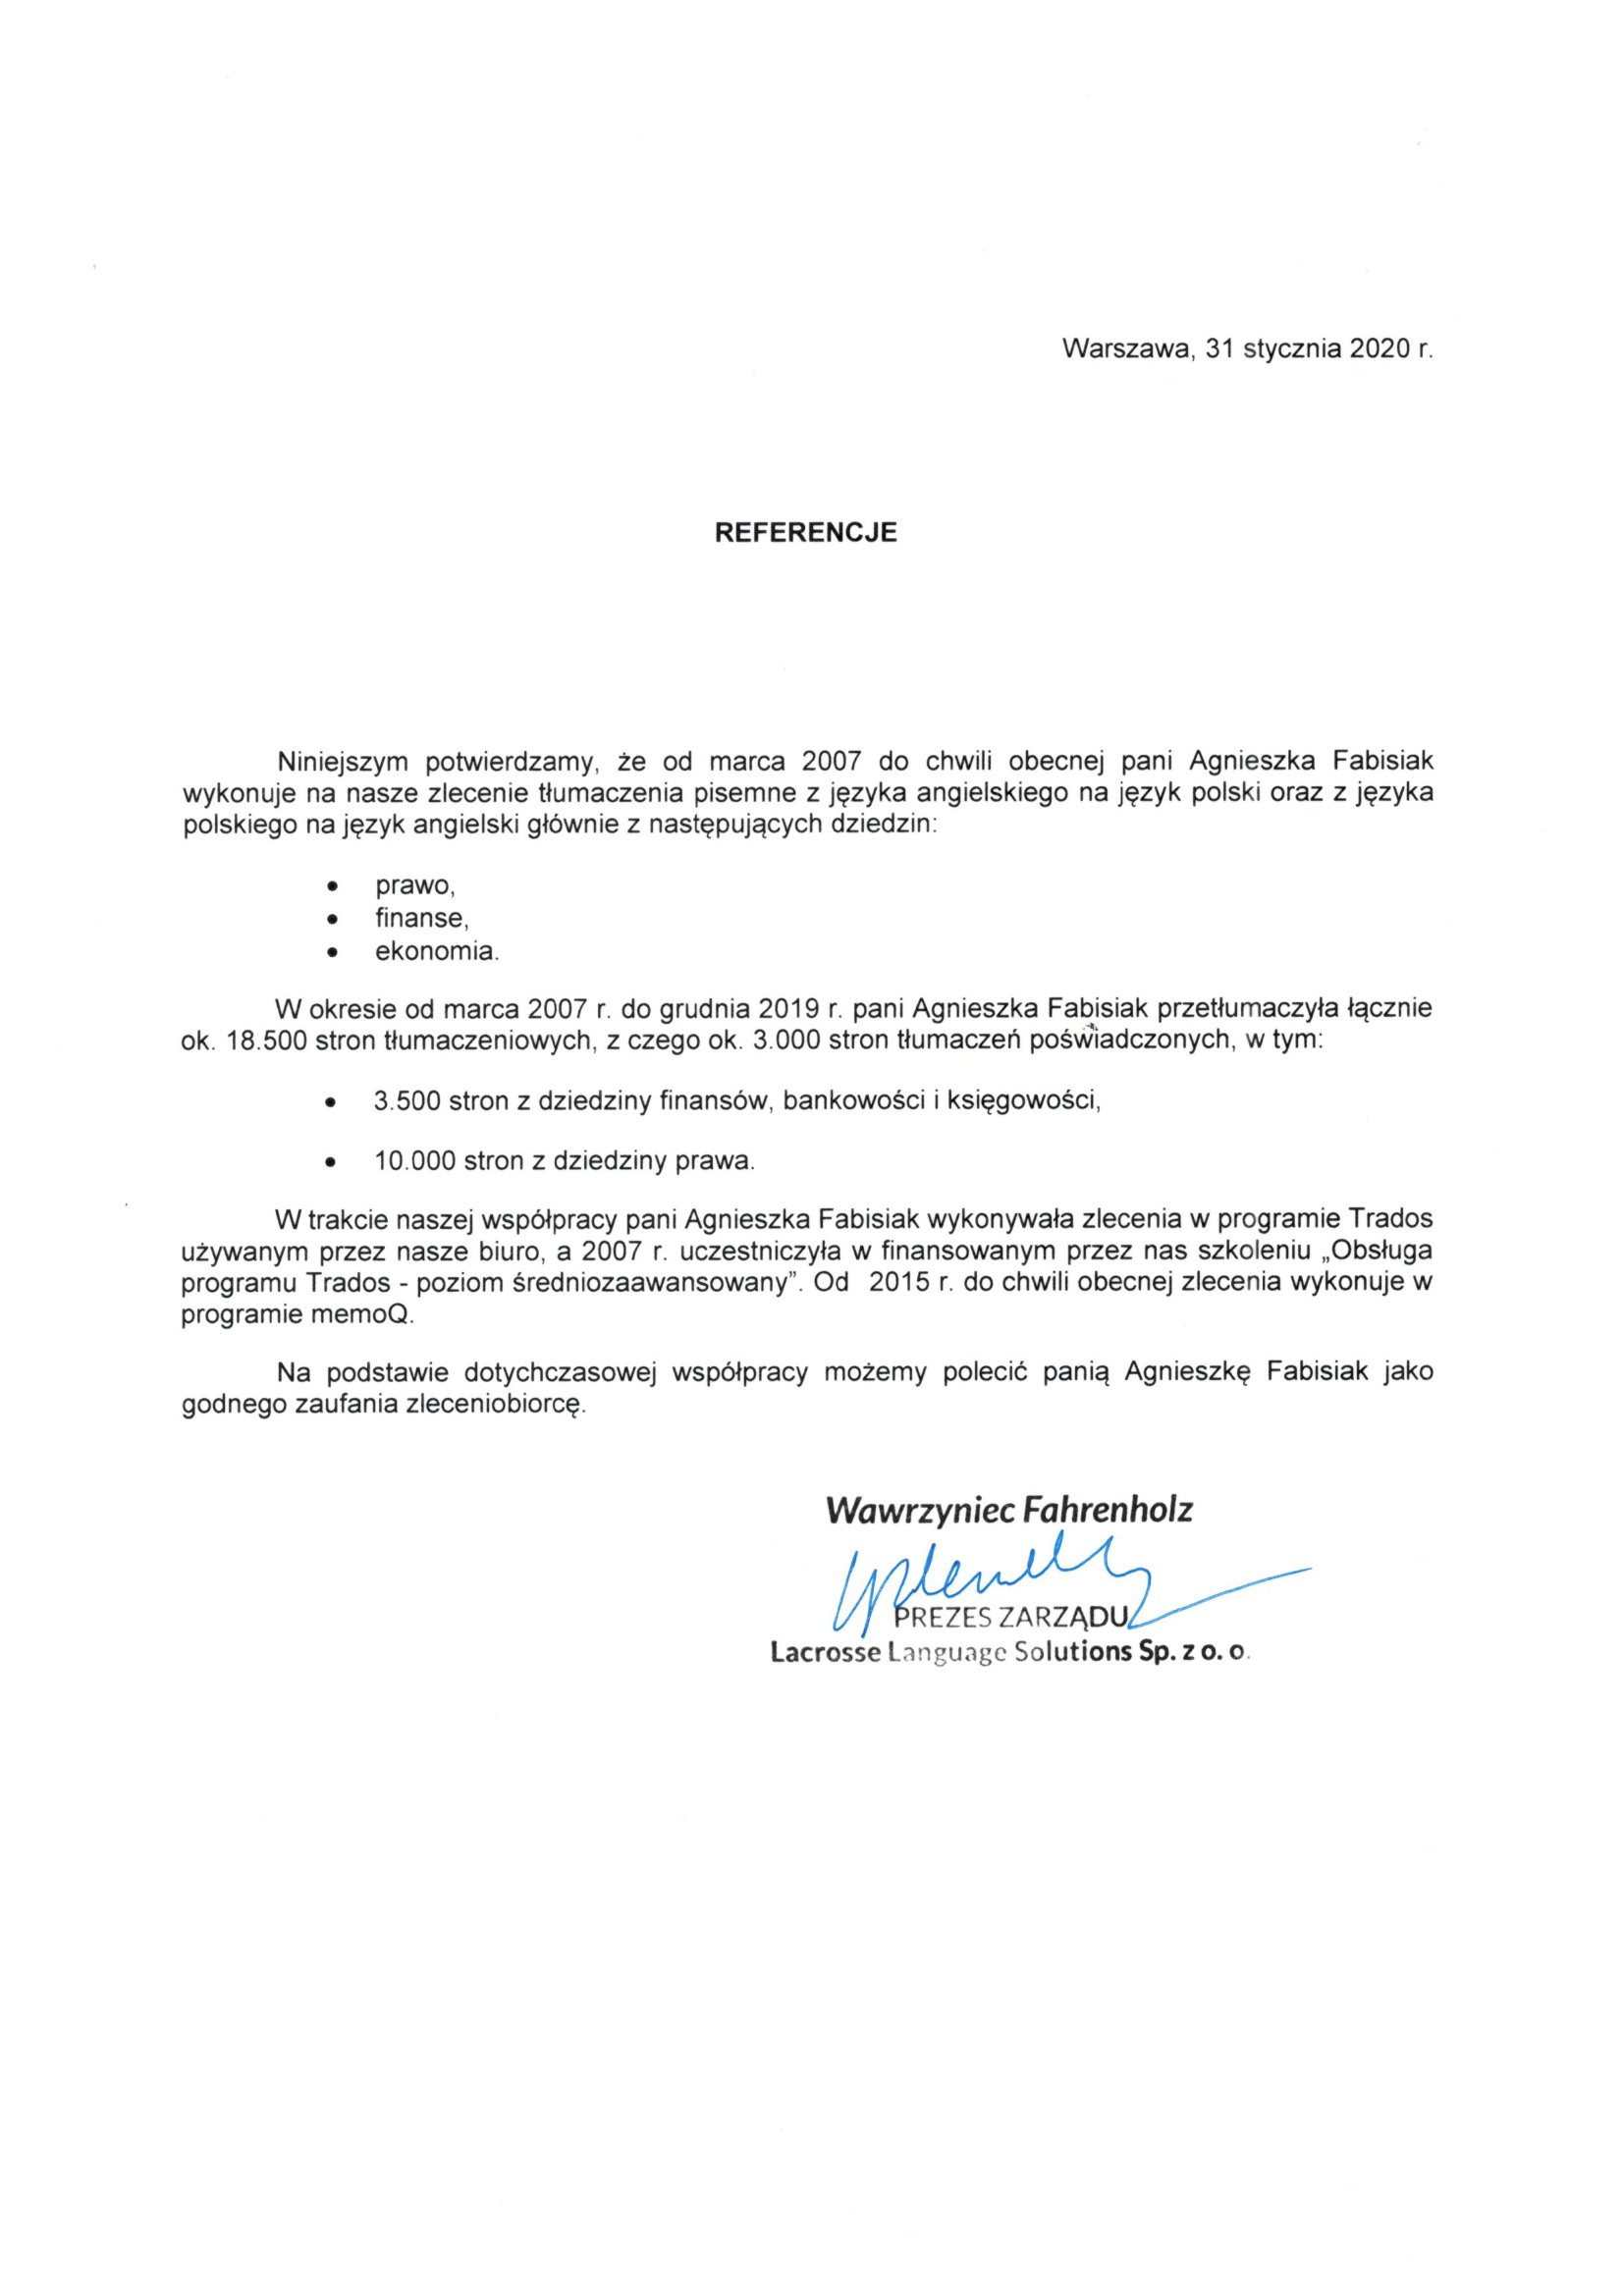 Warszawa, 31 stycznia 2020 r.
REFERENCJE
Niniejszym potwierdzamy, że od marca 2007 do chwili obecnej pani Agnieszka Fabisiak
wykonuje na nasze zlecenie tłumaczenia pisemne z języka angielskiego na język polski oraz z języka
polskiego na język angielski głównie z następujących dziedzin:
• prawo,
• finanse,
• ekonomia.
W okresie od marca 2007 r. do grudnia 2019 r. pani Agnieszka Fabisiak przetłumaczyła łącznie
ok. 18.500 stron tłumaczeniowych, z czego ok. 3.000 stron tłumaczeń poświadczonych, w tym:
• 3.500 stron z dziedziny finansów, bankowości i księgowości,
• 10.000 stron z dziedziny prawa.
W trakcie naszej współpracy pani Agnieszka Fabisiak wykonywała zlecenia w programie Trados
używanym przez nasze biuro, a 2007 r. uczestniczyła w finansowanym przez nas szkoleniu „Obsługa
programu Trados - poziom średniozaawansowany”. Od 2015 r. do chwili obecnej zlecenia wykonuje w
programie memoQ.
Na podstawie dotychczasowej współpracy możemy polecić panią Agnieszkę Fabisiak jako
godnego zaufania zleceniobiorcę.
Wawrzyniec Fahrenholz
PREZES ZARZĄDU
Lacrosse Language Solutions Sp. z o. o.